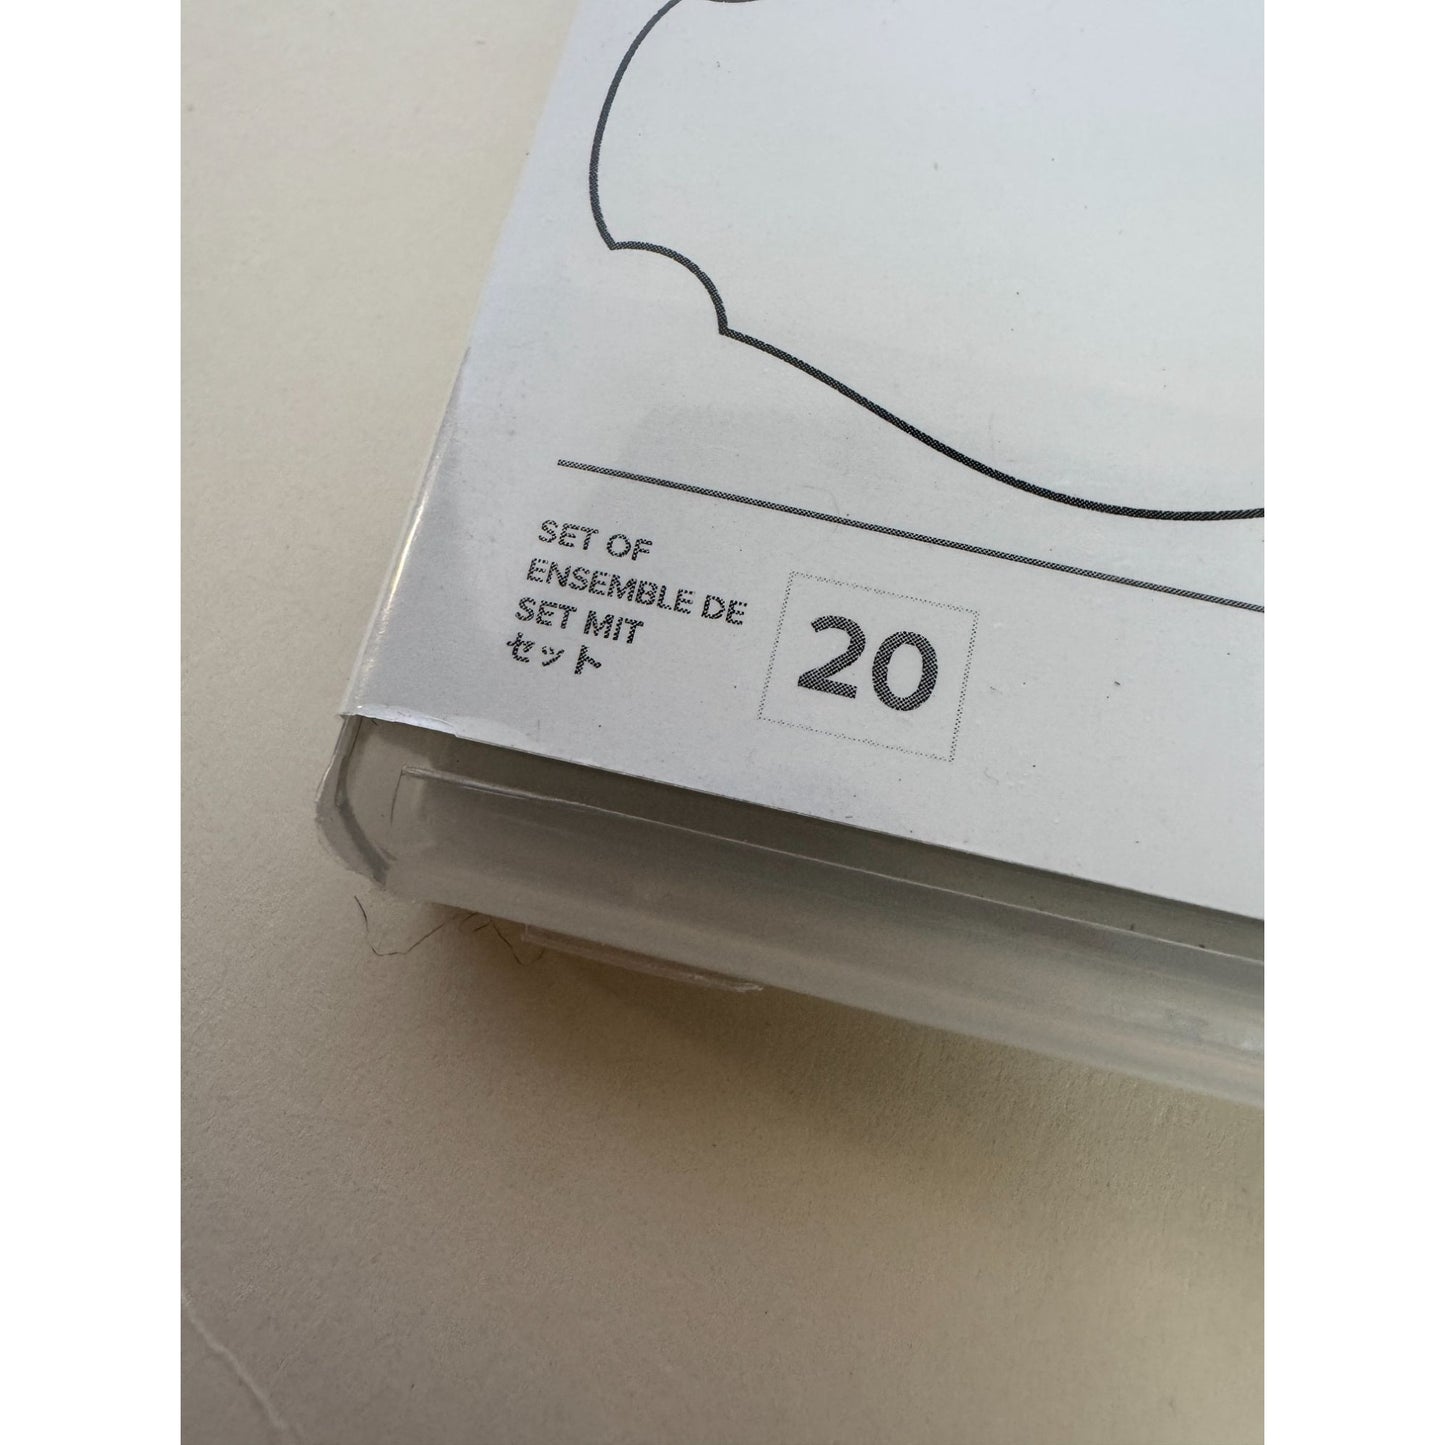 SET OF
ENSEMBLE DE
SET MIT
セット
20